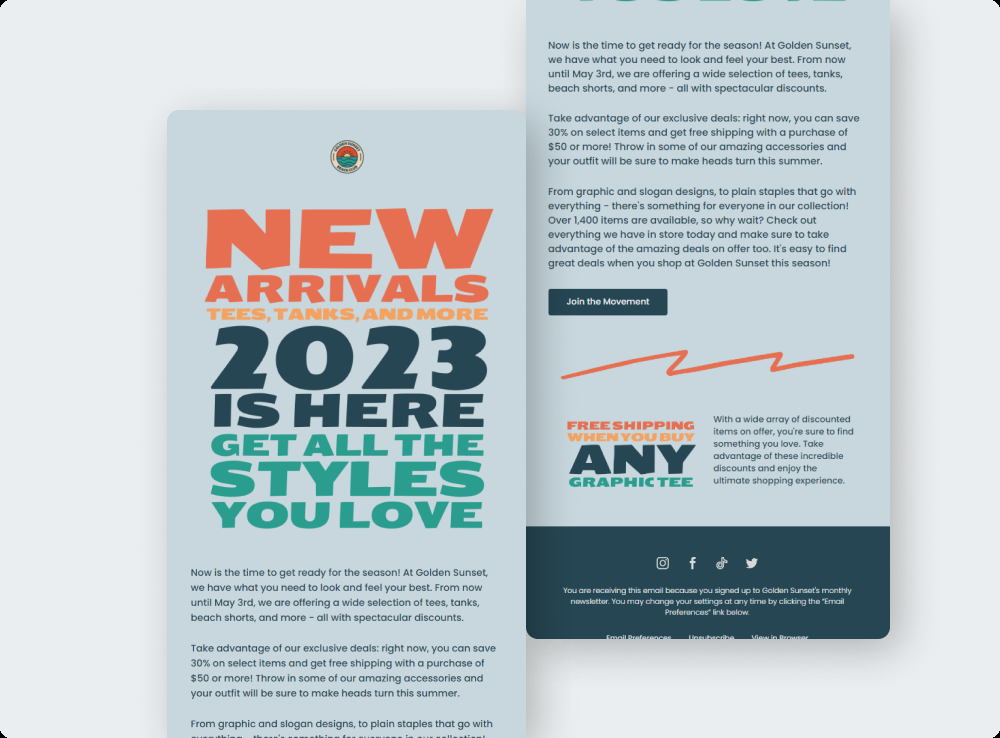 GOLDEN SUNSET
BEACH CLUB
NEW
ARRIVALS
TEES, TANKS, AND MORE
2023
IS HERE
GET ALL THE
STYLES
YOU LOVE
Now is the time to get ready for the season! At Golden Sunset,
we have what you need to look and feel your best. From now
until May 3rd, we are offering a wide selection of tees, tanks,
beach shorts, and more - all with spectacular discounts.
Take advantage of our exclusive deals: right now, you can save
30% on select items and get free shipping with a purchase of
$50 or more! Throw in some of our amazing accessories and
your outfit will be sure to make heads turn this summer.
From graphic and slogan designs, to plain staples that go with
everything - there's something for everyone in our collection!
YOU LOVE
Now is the time to get ready for the season! At Golden Sunset,
we have what you need to look and feel your best. From now
until May 3rd, we are offering a wide selection of tees, tanks,
beach shorts, and more - all with spectacular discounts.
Take advantage of our exclusive deals: right now, you can save
30% on select items and get free shipping with a purchase of
$50 or more! Throw in some of our amazing accessories and
your outfit will be sure to make heads turn this summer.
From graphic and slogan designs, to plain staples that go with
everything - there's something for everyone in our collection!
Over 1,400 items are available, so why wait? Check out
everything we have in store today and make sure to take
advantage of the amazing deals on offer too. It's easy to find
great deals when you shop at Golden Sunset this season!
Join the Movement
FREE SHIPPING
WHEN YOU BUY
ANY
GRAPHIC TEE
With a wide array of discounted
items on offer, you're sure to find
something you love. Take
advantage of these incredible
discounts and enjoy the
ultimate shopping experience.
You are receiving this email because you signed up to Golden Sunset's monthly
newsletter. You may change your settings at any time by clicking the "Email
Preferences" link below.
Email Preferences Unsubscribe View in Browser